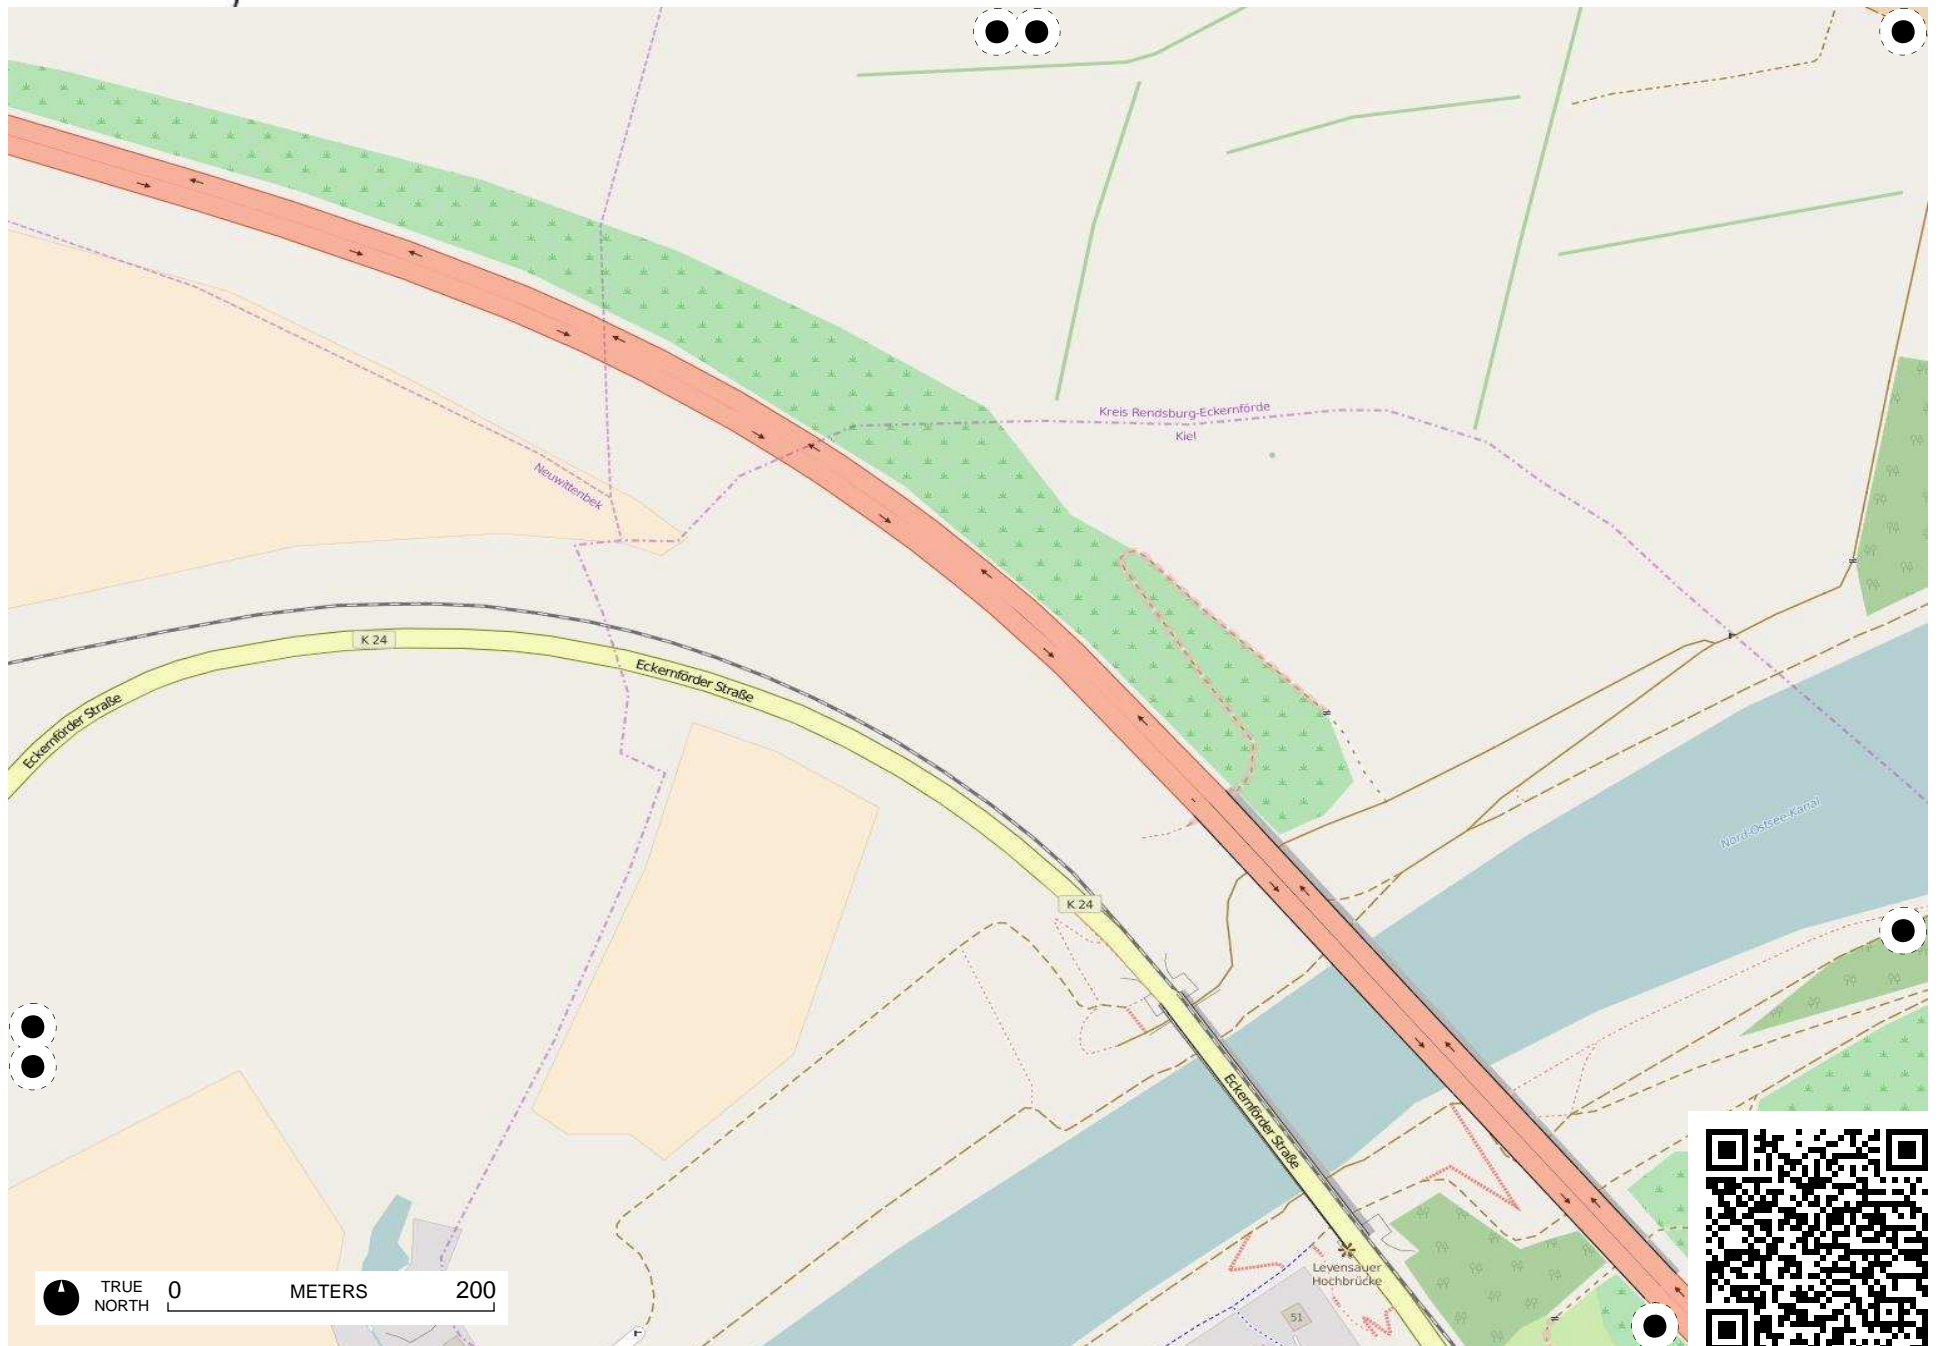 Kreis Rendsburg-Eckernförde
Kiel
Neuwittenbek
K 24
Eckernförder Straße
Eckernförder Straße
Nord-Ostsee-Kanal
K 24
Eckernförder Straße
Levensauer
Hochbrücke
51
TRUE
NORTH
0
METERS
200